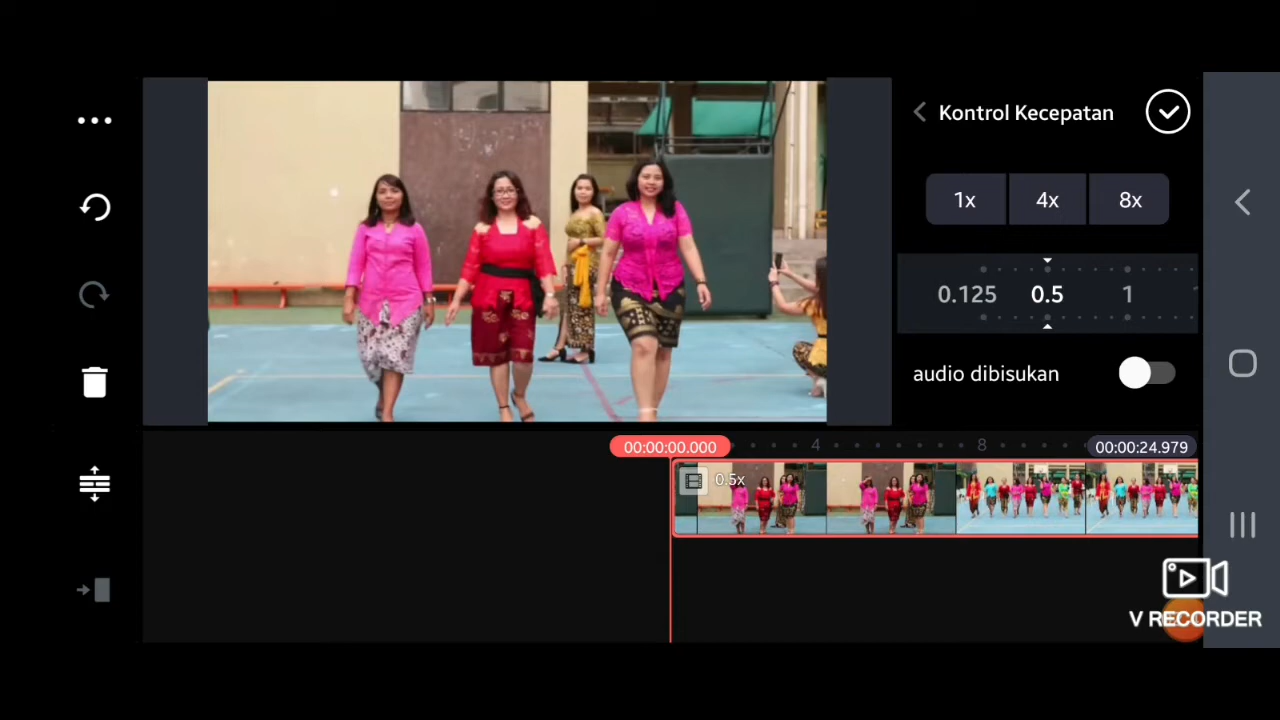 Kontrol Kecepatan
1x 4x 8x
0.125 0.5 1
audio dibisukan
00:00:00.000 4 8 00:00:24.979
0.5x
V RECORDER